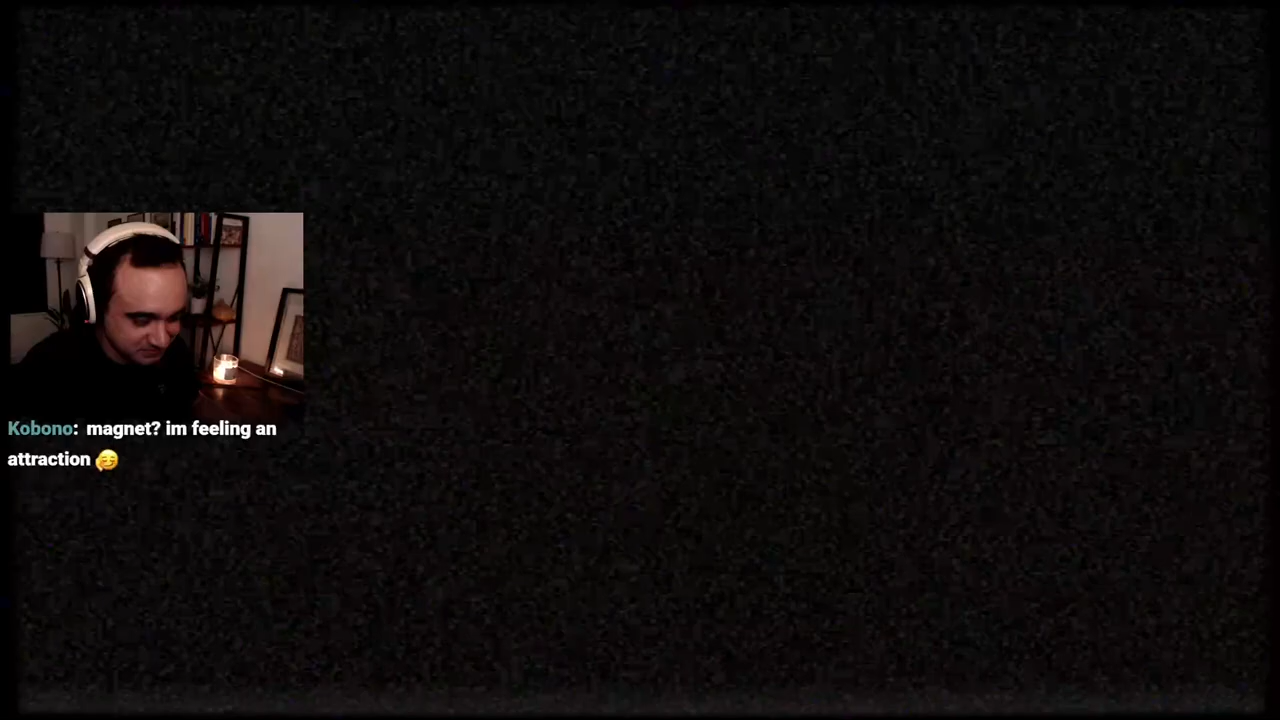 Kobono: magnet? im feeling an
attraction 🥰